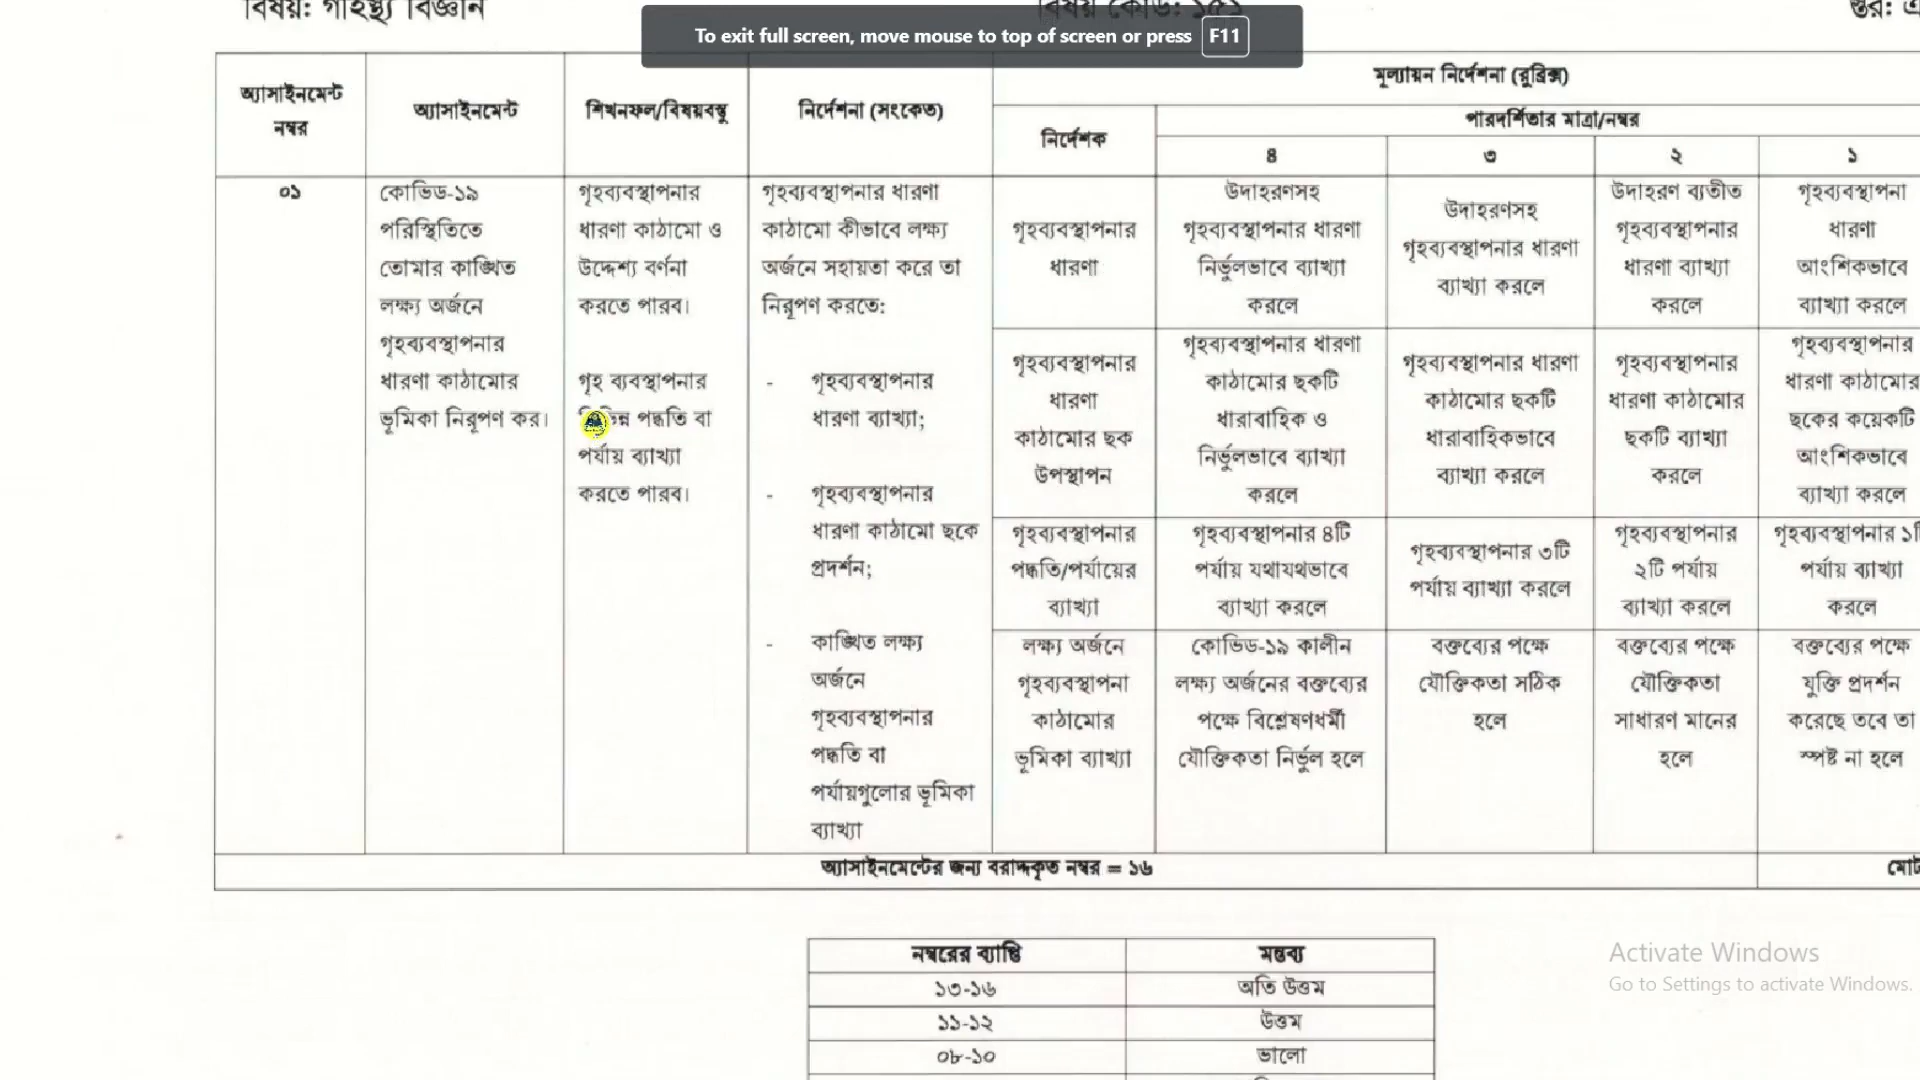 বিষয়: গার্হস্থ্য বিজ্ঞান
বিষয় কোড: ১৫১
স্তর:
To exit full screen, move mouse to top of screen or press F11
অ্যাসাইনমেন্ট
নম্বর
অ্যাসাইনমেন্ট
শিখনফল/বিষয়বস্তু
নির্দেশনা (সংকেত)
মূল্যায়ন নির্দেশনা (রুব্রিক্স)
নির্দেশক
পারদর্শিতার মাত্রা/নম্বর
৪
৩
২
১
০১
কোভিড-১৯
পরিস্থিতিতে
তোমার কাঙ্খিত
লক্ষ্য অর্জনে
গৃহব্যবস্থাপনার
ধারণা কাঠামোর
ভূমিকা নিরূপণ কর।
গৃহব্যবস্থাপনার
ধারণা কাঠামো ও
উদ্দেশ্য বর্ণনা
করতে পারব।
গৃহ ব্যবস্থাপনার
পদ্ধতি বা
পর্যায় ব্যাখ্যা
করতে পারব।
গৃহব্যবস্থাপনার ধারণা
কাঠামো কীভাবে লক্ষ্য
অর্জনে সহায়তা করে তা
নিরূপণ করতে:
- গৃহব্যবস্থাপনার
ধারণা ব্যাখ্যা;
- গৃহব্যবস্থাপনার
ধারণা কাঠামো ছকে
প্রদর্শন;
- কাঙ্খিত লক্ষ্য
অর্জনে
গৃহব্যবস্থাপনার
পদ্ধতি বা
পর্যায়গুলোর ভূমিকা
ব্যাখ্যা
গৃহব্যবস্থাপনার
ধারণা
উদাহরণসহ
গৃহব্যবস্থাপনার ধারণা
নির্ভুলভাবে ব্যাখ্যা
করলে
উদাহরণসহ
গৃহব্যবস্থাপনার ধারণা
ব্যাখ্যা করলে
উদাহরণ ব্যতীত
গৃহব্যবস্থাপনার
ধারণা ব্যাখ্যা
করলে
গৃহব্যবস্থাপনা
ধারণা
আংশিকভাবে
ব্যাখ্যা করলে
গৃহব্যবস্থাপনার
ধারণা
কাঠামোর ছক
উপস্থাপন
গৃহব্যবস্থাপনার ধারণা
কাঠামোর ছকটি
ধারাবাহিক ও
নির্ভুলভাবে ব্যাখ্যা
করলে
গৃহব্যবস্থাপনার ধারণা
কাঠামোর ছকটি
ধারাবাহিকভাবে
ব্যাখ্যা করলে
গৃহব্যবস্থাপনার
ধারণা কাঠামোর
ছকটি ব্যাখ্যা
করলে
গৃহব্যবস্থাপনার
ধারণা কাঠামোর
ছকের কয়েকটি
আংশিকভাবে
ব্যাখ্যা করলে
গৃহব্যবস্থাপনার
পদ্ধতি/পর্যায়ের
ব্যাখ্যা
গৃহব্যবস্থাপনার ৪টি
পর্যায় যথাযথভাবে
ব্যাখ্যা করলে
গৃহব্যবস্থাপনার ৩টি
পর্যায় ব্যাখ্যা করলে
গৃহব্যবস্থাপনার
২টি পর্যায়
ব্যাখ্যা করলে
গৃহব্যবস্থাপনার ১টি
পর্যায় ব্যাখ্যা
করলে
লক্ষ্য অর্জনে
গৃহব্যবস্থাপনা
কাঠামোর
ভূমিকা ব্যাখ্যা
কোভিড-১৯ কালীন
লক্ষ্য অর্জনের বক্তব্যের
পক্ষে বিশ্লেষণধর্মী
যৌক্তিকতা নির্ভুল হলে
বক্তব্যের পক্ষে
যৌক্তিকতা সঠিক
হলে
বক্তব্যের পক্ষে
যৌক্তিকতা
সাধারণ মানের
হলে
বক্তব্যের পক্ষে
যুক্তি প্রদর্শন
করেছে তবে তা
স্পষ্ট না হলে
অ্যাসাইনমেন্টের জন্য বরাদ্দকৃত নম্বর = ১৬
মোট
নম্বরের ব্যাপ্তি
মন্তব্য
১৩-১৬
অতি উত্তম
১১-১২
উত্তম
০৮-১০
ভালো
Activate Windows
Go to Settings to activate Windows.